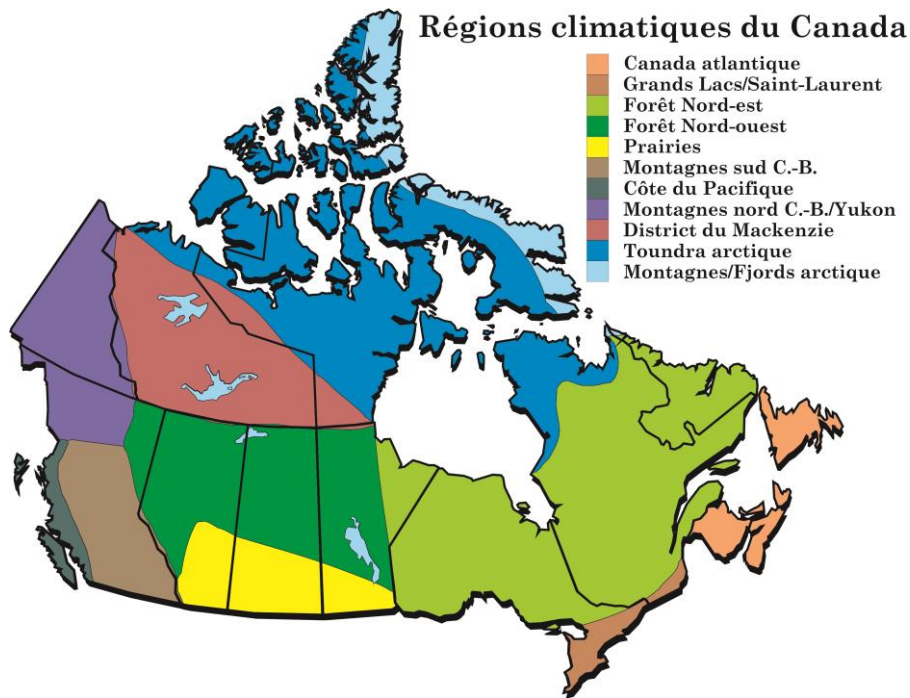 Régions climatiques du Canada
Canada atlantique
Grands Lacs/Saint-Laurent
Forêt Nord-est
Forêt Nord-ouest
Prairies
Montagnes sud C.-B.
Côte du Pacifique
Montagnes nord C.-B./Yukon
District du Mackenzie
Toundra arctique
Montagnes/Fjords arctique